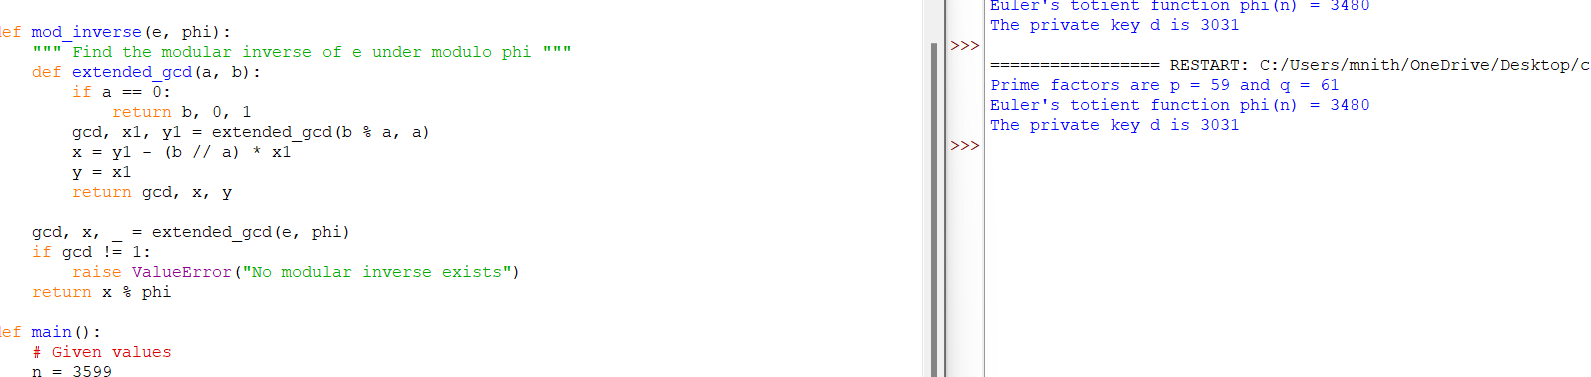 ef mod_inverse(e, phi):
""" Find the modular inverse of e under modulo phi """
def extended_gcd(a, b):
if a == 0:
return b, 0, 1
gcd, x1, y1 = extended_gcd(b % a, a)
x = y1 - (b // a) * x1
y = x1
return gcd, x, y
gcd, x, _ = extended_gcd(e, phi)
if gcd != 1:
raise ValueError("No modular inverse exists")
return x % phi
ef main():
# Given values
n = 3599
Euler's totient function phi(n) = 3480
The private key d is 3031
>>>
================= RESTART: C:/Users/mnith/OneDrive/Desktop/c
Prime factors are p = 59 and q = 61
Euler's totient function phi(n) = 3480
The private key d is 3031
>>>